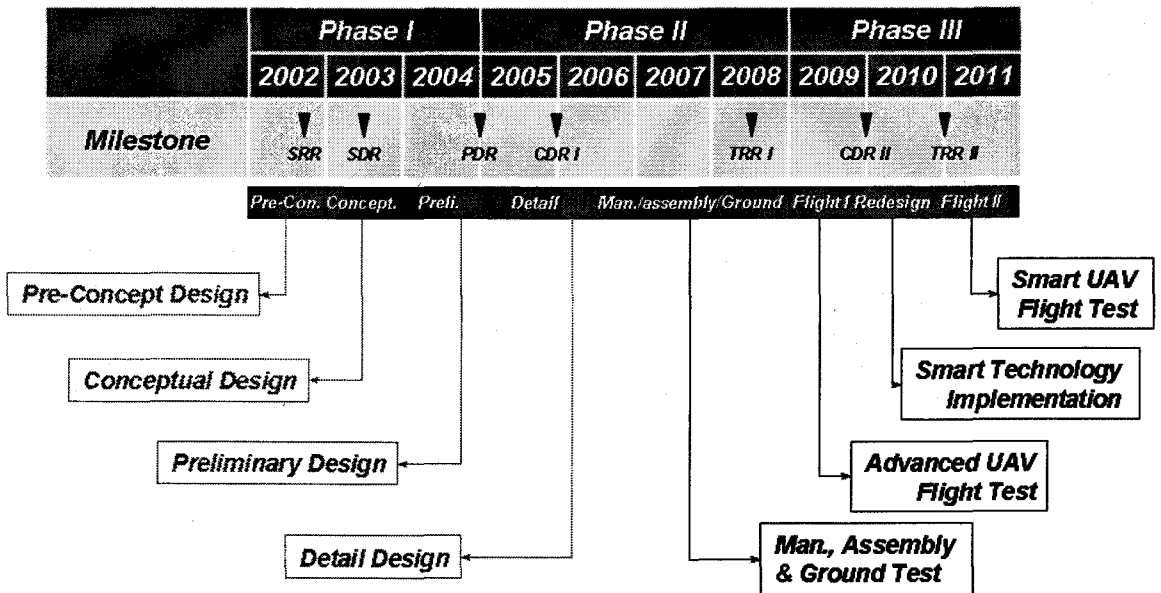 Phase I Phase II Phase III
2002 2003 2004 2005 2006 2007 2008 2009 2010 2011
Milestone
SRR SDR PDR CDR I TRR I CDR II TRR II
Pre-Con. Concept. Preli. Detail Man./assembly/Ground Flight I Redesign Flight II
Pre-Concept Design
Smart UAV
Flight Test
Conceptual Design
Smart Technology
Implementation
Preliminary Design
Advanced UAV
Flight Test
Detail Design
Man., Assembly
& Ground Test